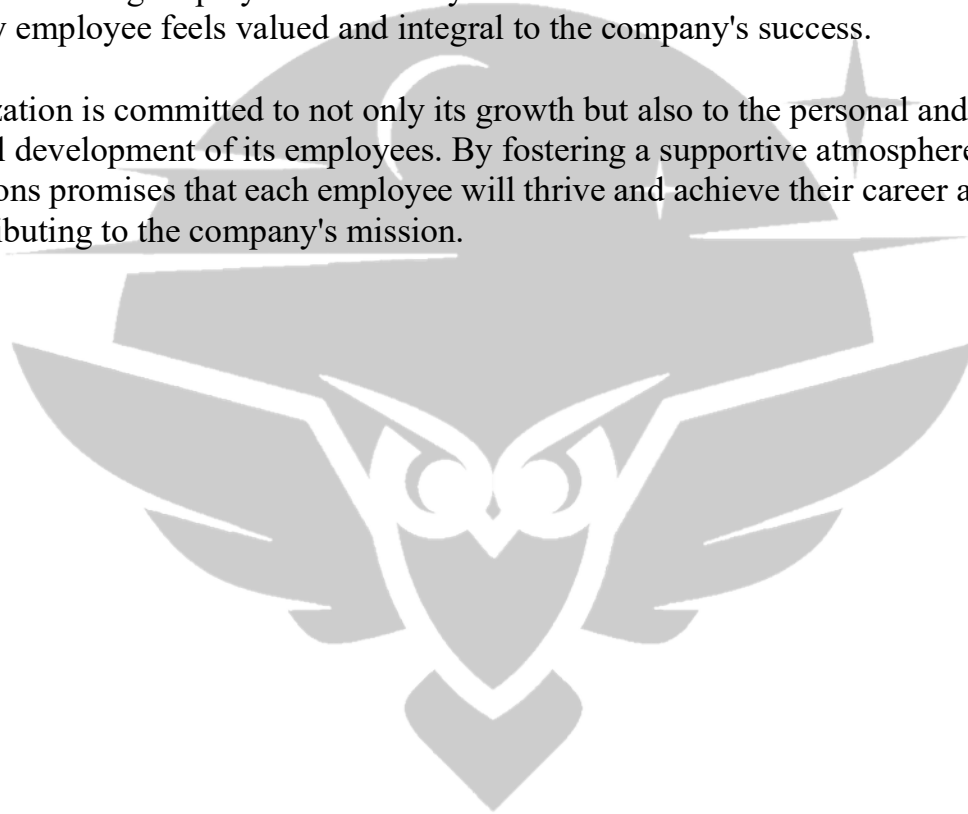 employee feels valued and integral to the company's success.
zation is committed to not only its growth but also to the personal and
l development of its employees. By fostering a supportive atmosphere
ons promises that each employee will thrive and achieve their career a
ibuting to the company's mission.